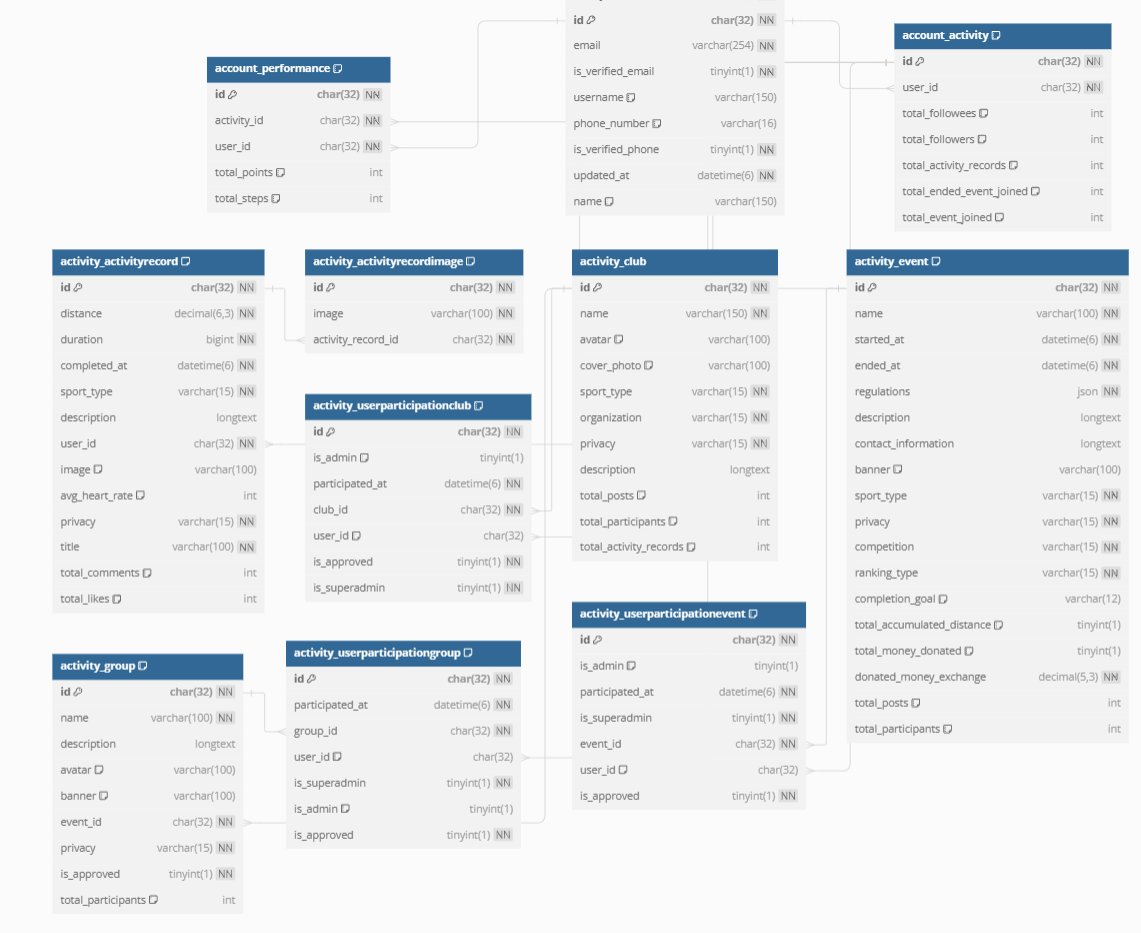 id char(32) NN
email varchar(254) NN
is_verified_email tinyint(1) NN
username varchar(150)
phone_number varchar(16)
is_verified_phone tinyint(1) NN
updated_at datetime(6) NN
name varchar(150)
account_activity
id char(32) NN
user_id char(32) NN
total_followees int
total_followers int
total_activity_records int
total_ended_event_joined int
total_event_joined int
account_performance
id char(32) NN
activity_id char(32) NN
user_id char(32) NN
total_points int
total_steps int
activity_activityrecord
id char(32) NN
distance decimal(6,3) NN
duration bigint NN
completed_at datetime(6) NN
sport_type varchar(15) NN
description longtext
user_id char(32) NN
image varchar(100)
avg_heart_rate int
privacy varchar(15) NN
title varchar(100) NN
total_comments int
total_likes int
activity_activityrecordimage
id char(32) NN
image varchar(100) NN
activity_record_id char(32) NN
activity_userparticipationclub
id char(32) NN
is_admin tinyint(1)
participated_at datetime(6) NN
club_id char(32) NN
user_id char(32)
is_approved tinyint(1) NN
is_superadmin tinyint(1) NN
activity_club
id char(32) NN
name varchar(150) NN
avatar varchar(100)
cover_photo varchar(100)
sport_type varchar(15) NN
organization varchar(15) NN
privacy varchar(15) NN
description longtext
total_posts int
total_participants int
total_activity_records int
activity_event
id char(32) NN
name varchar(100) NN
started_at datetime(6) NN
ended_at datetime(6) NN
regulations json NN
description longtext
contact_information longtext
banner varchar(100)
sport_type varchar(15) NN
privacy varchar(15) NN
competition varchar(15) NN
ranking_type varchar(15) NN
completion_goal varchar(12)
total_accumulated_distance tinyint(1)
total_money_donated tinyint(1)
donated_money_exchange decimal(5,3) NN
total_posts int
total_participants int
activity_group
id char(32) NN
name varchar(100) NN
description longtext
avatar varchar(100)
banner varchar(100)
event_id char(32) NN
privacy varchar(15) NN
is_approved tinyint(1) NN
total_participants int
activity_userparticipationgroup
id char(32) NN
participated_at datetime(6) NN
group_id char(32) NN
user_id char(32)
is_superadmin tinyint(1) NN
is_admin tinyint(1)
is_approved tinyint(1) NN
activity_userparticipationevent
id char(32) NN
is_admin tinyint(1)
participated_at datetime(6) NN
is_superadmin tinyint(1) NN
event_id char(32) NN
user_id char(32)
is_approved tinyint(1) NN